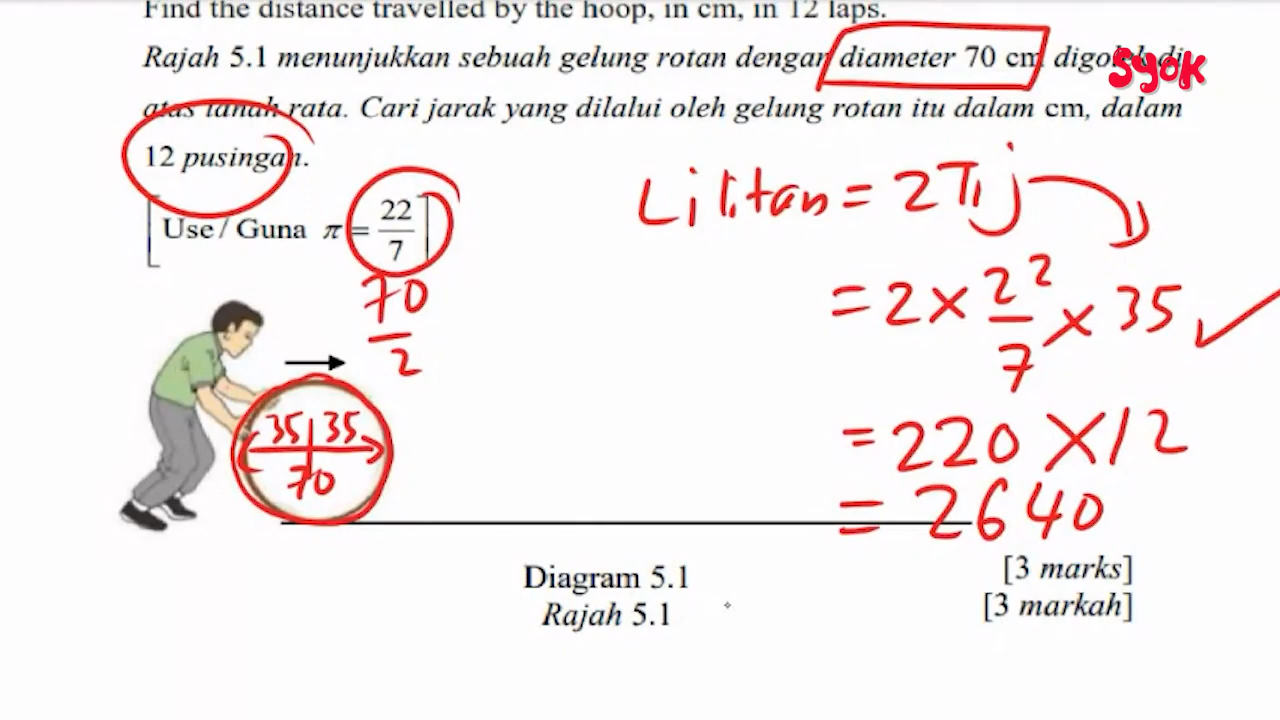 Find the distance travelled by the hoop, in cm, in 12 laps.
Rajah 5.1 menunjukkan sebuah gelung rotan dengan diameter 70 cm digolek di
atas tanah rata. Cari jarak yang dilalui oleh gelung rotan itu dalam cm, dalam
12 pusingan.
[Use / Guna π = 22/7]
70/2
35 35
70
Lilitan = 2πj
= 2 × 22/7 × 35 ✓
= 220 × 12
= 2640
Diagram 5.1
Rajah 5.1
[3 marks]
[3 markah]
syok